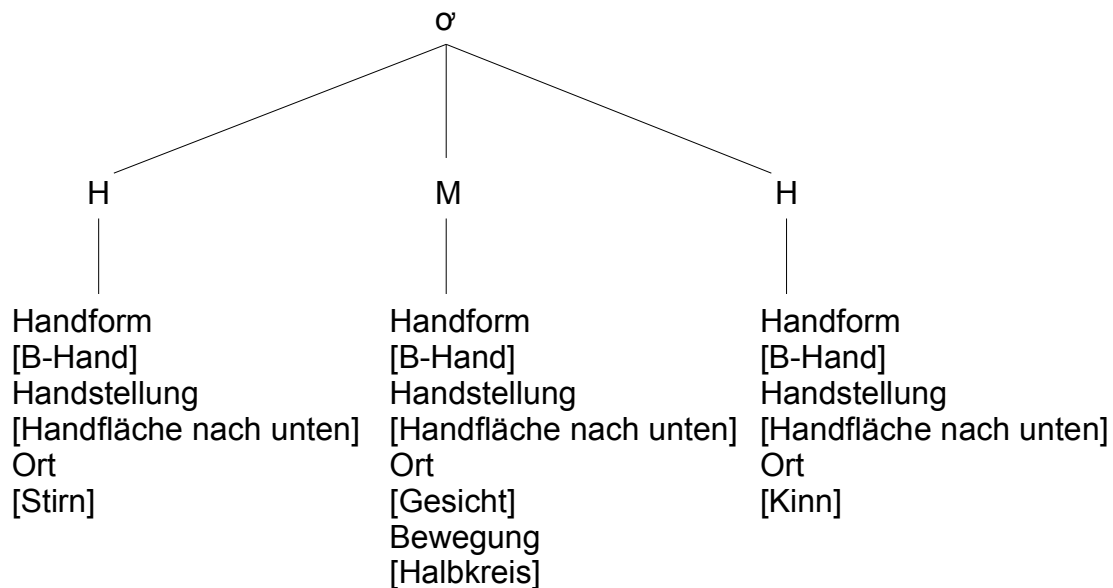 σ
H
M
H
Handform
[B-Hand]
Handstellung
[Handfläche nach unten]
Ort
[Stirn]
Handform
[B-Hand]
Handstellung
[Handfläche nach unten]
Ort
[Gesicht]
Bewegung
[Halbkreis]
Handform
[B-Hand]
Handstellung
[Handfläche nach unten]
Ort
[Kinn]